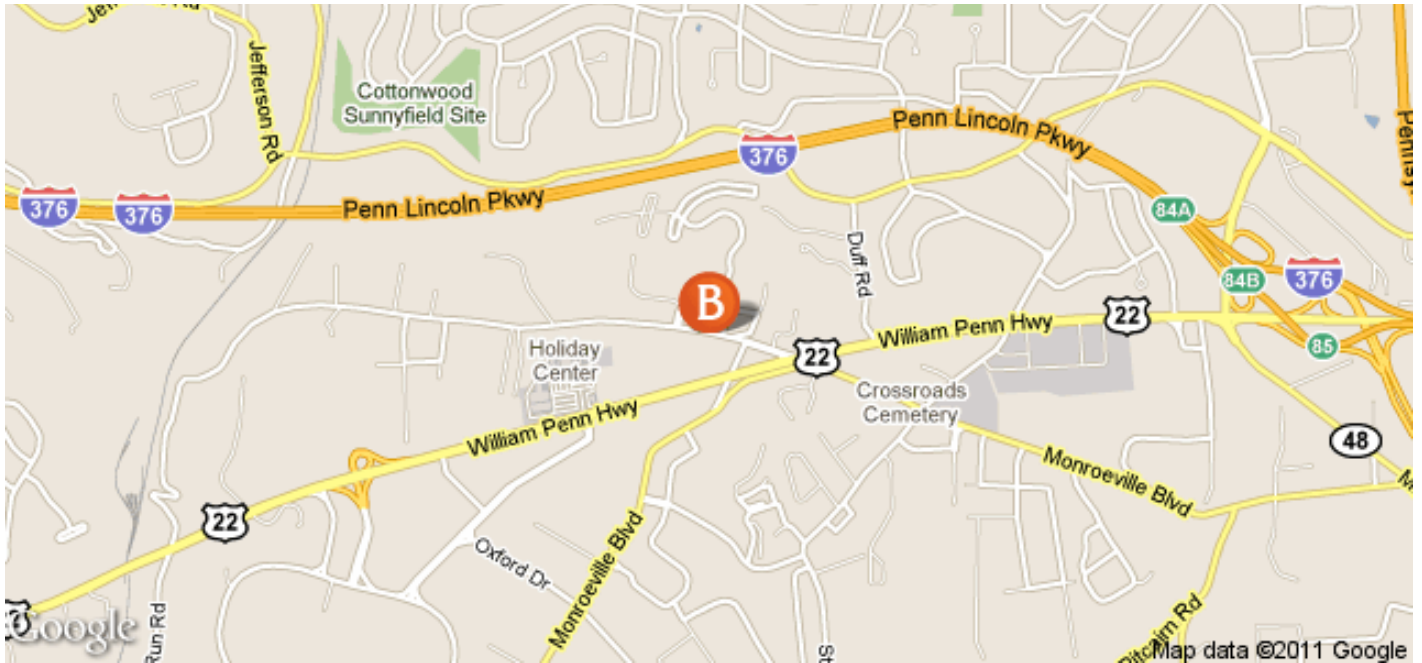 Jefferson Rd
Cottonwood
Sunnyfield Site
Penn Lincoln Pkwy
376
376
376
Penn Lincoln Pkwy
84A
Duff Rd
84B
376
B
22
William Penn Hwy
85
Holiday
Center
22
Crossroads
Cemetery
William Penn Hwy
48
Monroeville Blvd
22
Oxford Dr
Monroeville Blvd
Run Rd
Pitcairn Rd
Google
Map data ©2011 Google